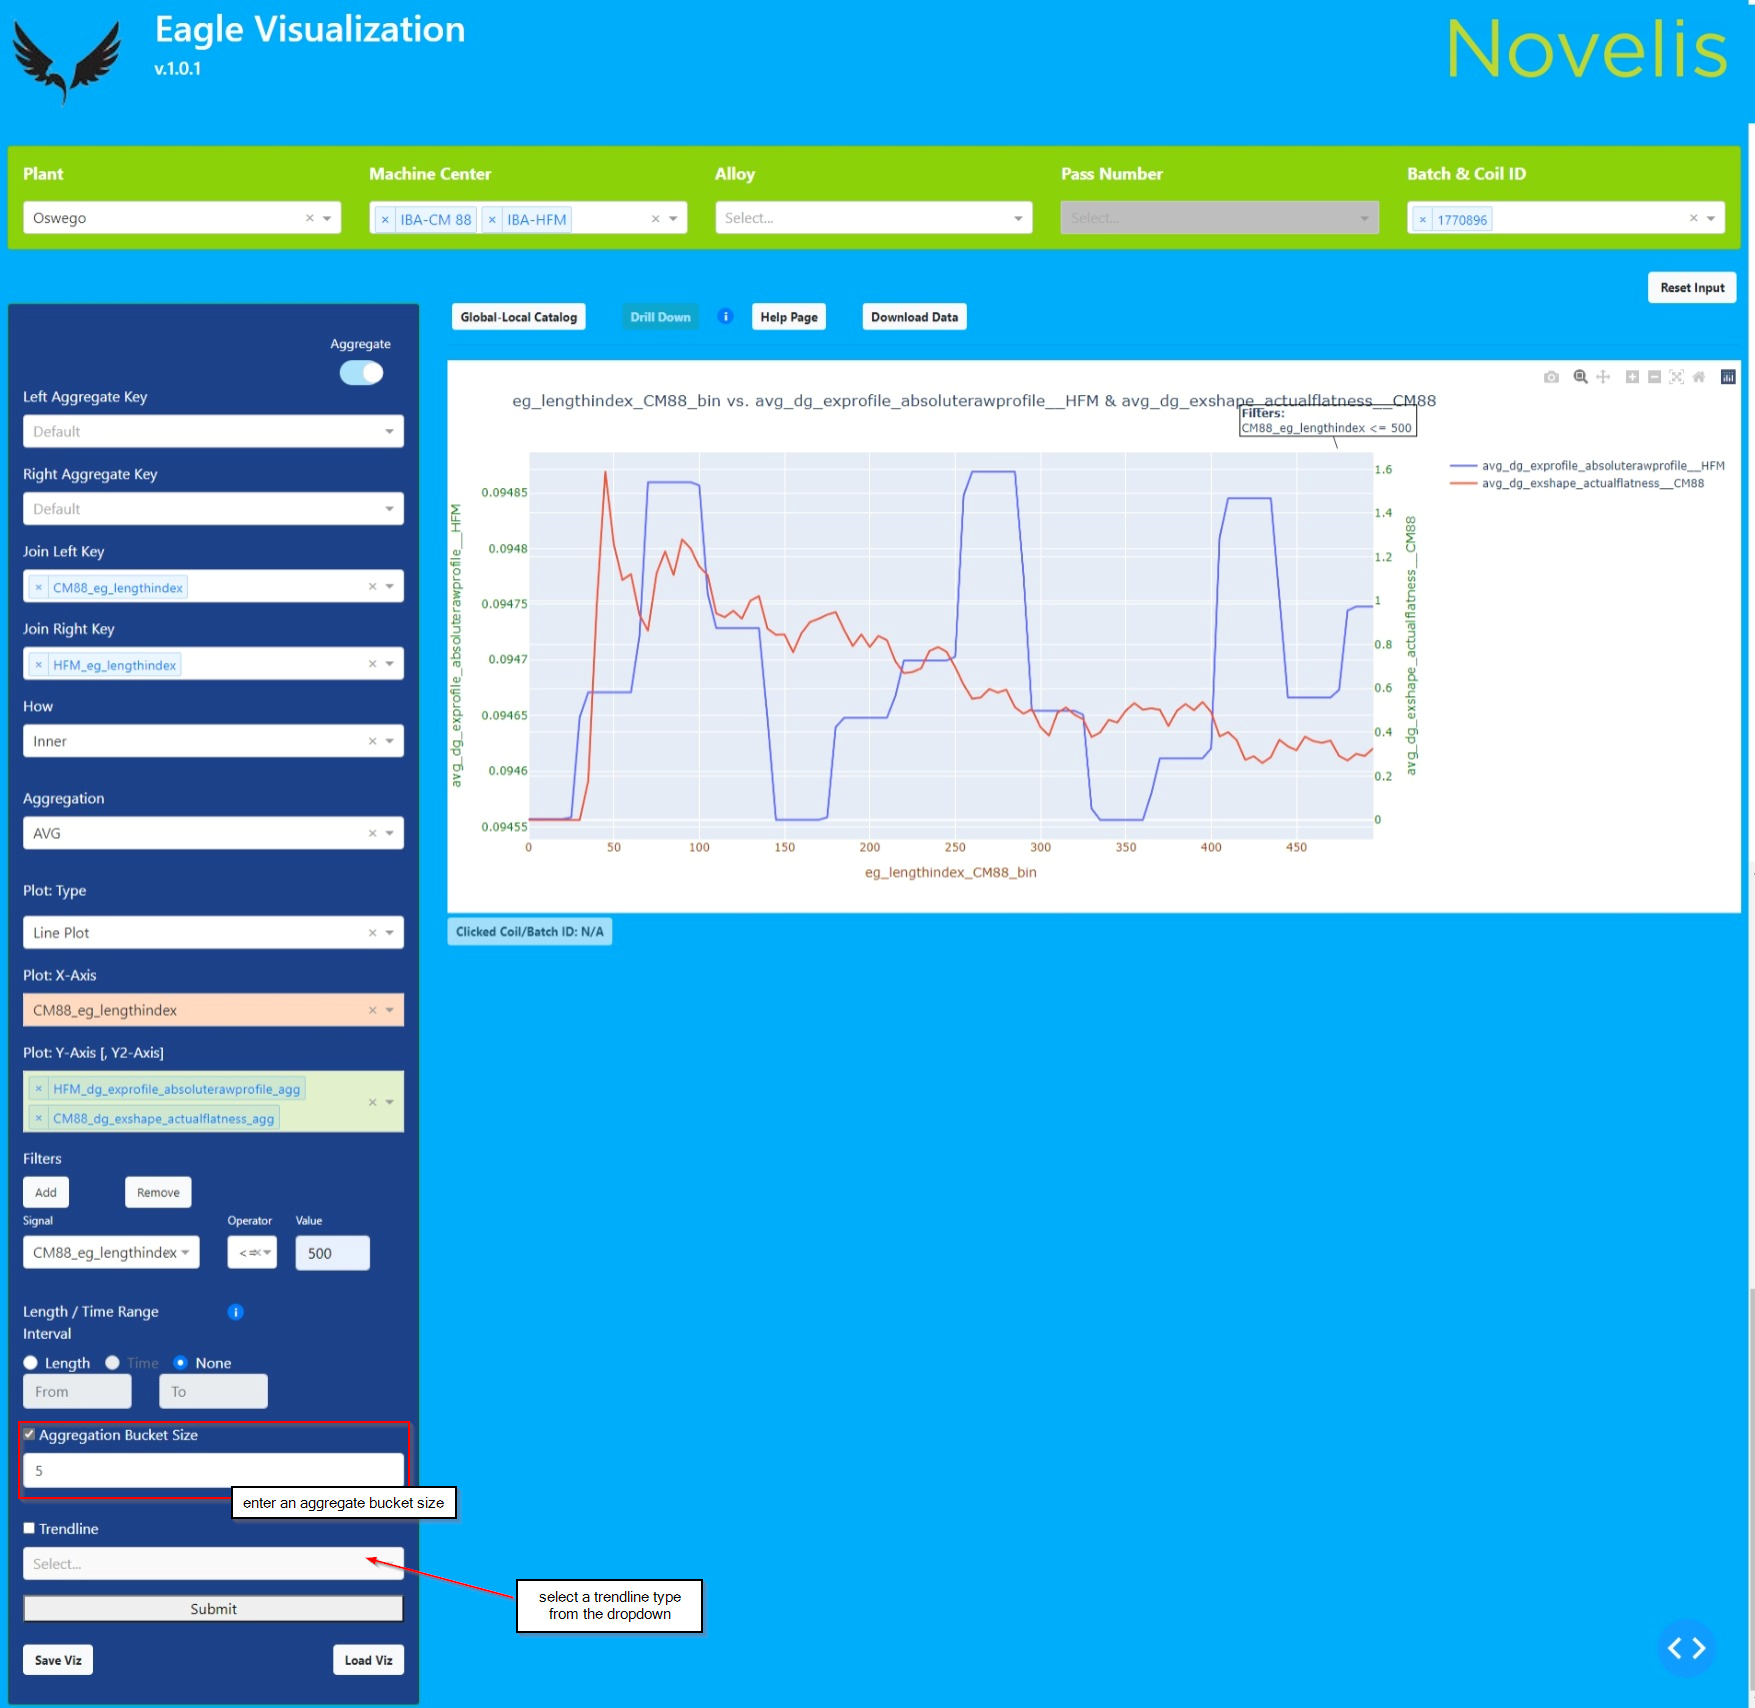 Eagle Visualization
v.1.0.1
Novelis
Plant
Machine Center
Alloy
Pass Number
Batch & Coil ID
Oswego
× IBA-CM 88 × IBA-HFM
Select...
Select...
× 1770896
Reset Input
Global-Local Catalog
Drill Down
i
Help Page
Download Data
Aggregate
Left Aggregate Key
Default
Right Aggregate Key
Default
Join Left Key
× CM88_eg_lengthindex
Join Right Key
× HFM_eg_lengthindex
How
Inner
Aggregation
AVG
Plot: Type
Line Plot
Plot: X-Axis
CM88_eg_lengthindex
Plot: Y-Axis [, Y2-Axis]
× HFM_dg_exprofile_absoluterawprofile_agg
× CM88_dg_exshape_actualflatness_agg
Filters
Add
Remove
Signal
Operator
Value
CM88_eg_lengthindex
<=
500
Length / Time Range
Interval
i
Length
Time
None
From
To
Aggregation Bucket Size
5
enter an aggregate bucket size
Trendline
Select...
select a trendline type
from the dropdown
Submit
Save Viz
Load Viz
eg_lengthindex_CM88_bin vs. avg_dg_exprofile_absoluterawprofile__HFM & avg_dg_exshape_actualflatness__CM88
Filters:
CM88_eg_lengthindex <= 500
avg_dg_exprofile_absoluterawprofile__HFM
avg_dg_exshape_actualflatness__CM88
avg_dg_exprofile_absoluterawprofile__HFM
0.09485
0.0948
0.09475
0.0947
0.09465
0.0946
0.09455
1.6
1.4
1.2
1
0.8
0.6
0.4
0.2
0
avg_dg_exshape_actualflatness__CM88
0
50
100
150
200
250
300
350
400
450
eg_lengthindex_CM88_bin
Clicked Coil/Batch ID: N/A